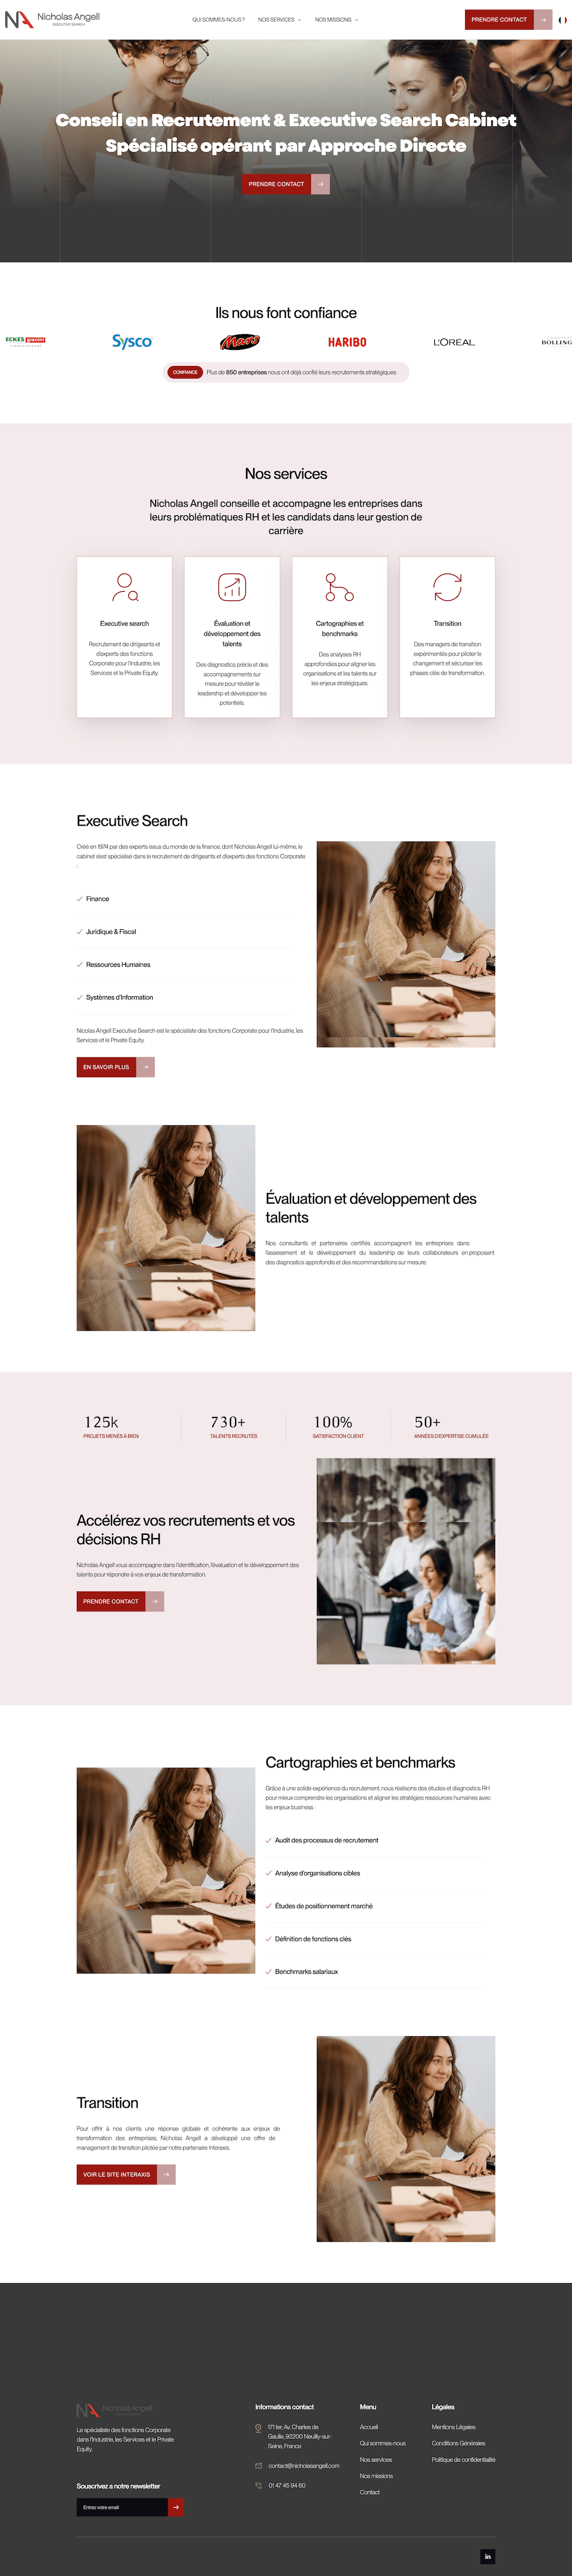 Nicholas Angell
EXECUTIVE SEARCH
QUI SOMMES-NOUS ?
NOS SERVICES
NOS MISSIONS
PRENDRE CONTACT
Conseil en Recrutement & Executive Search Cabinet
Spécialisé opérant par Approche Directe
PRENDRE CONTACT
Ils nous font confiance
ECKES granini
INTERNATIONAL
Sysco
Mars
HARIBO
L'ORÉAL
BOLLING
CONFIANCE
Plus de 850 entreprises nous ont déjà confié leurs recrutements stratégiques
Nos services
Nicholas Angell conseille et accompagne les entreprises dans
leurs problématiques RH et les candidats dans leur gestion de
carrière
Executive search
Recrutement de dirigeants et
d'experts des fonctions
Corporate pour l'Industrie, les
Services et le Private Equity.
Évaluation et
développement des
talents
Des diagnostics précis et des
accompagnements sur
mesure pour révéler le
leadership et développer les
potentiels.
Cartographies et
benchmarks
Des analyses RH
approfondies pour aligner les
organisations et les talents sur
les enjeux stratégiques.
Transition
Des managers de transition
expérimentés pour piloter le
changement et sécuriser les
phases clés de transformation.
Executive Search
Créé en 1974 par des experts issus du monde de la finance, dont Nicholas Angell lui-même, le
cabinet s'est spécialisé dans le recrutement de dirigeants et d'experts des fonctions Corporate
:
Finance
Juridique & Fiscal
Ressources Humaines
Systèmes d'Information
Nicolas Angell Executive Search est le spécialiste des fonctions Corporate pour l'Industrie, les
Services et le Private Equity.
EN SAVOIR PLUS
Évaluation et développement des
talents
Nos consultants et partenaires certifiés accompagnent les entreprises dans
l'assessment et le développement du leadership de leurs collaborateurs en proposant
des diagnostics approfondis et des recommandations sur mesure.
125k
PROJETS MENÉS À BIEN
730+
TALENTS RECRUTÉS
100%
SATISFACTION CLIENT
50+
ANNÉES D'EXPERTISE CUMULÉE
Accélérez vos recrutements et vos
décisions RH
Nicholas Angell vous accompagne dans l'identification, l'évaluation et le développement des
talents pour répondre à vos enjeux de transformation.
PRENDRE CONTACT
Cartographies et benchmarks
Grâce à une solide expérience du recrutement, nous réalisons des études et diagnostics RH
pour mieux comprendre les organisations et aligner les stratégies ressources humaines avec
les enjeux business :
Audit des processus de recrutement
Analyse d'organisations cibles
Études de positionnement marché
Définition de fonctions clés
Benchmarks salariaux
Transition
Pour offrir à nos clients une réponse globale et cohérente aux enjeux de
transformation des entreprises, Nicholas Angell a développé une offre de
management de transition pilotée par notre partenaire Interaxis.
VOIR LE SITE INTERAXIS
Nicholas Angell
Le spécialiste des fonctions Corporate
dans l'Industrie, les Services et le Private
Equity.
Souscrivez a notre newsletter
Entrez votre email
Informations contact
171 ter, Av. Charles de
Gaulle, 92200 Neuilly-sur-
Seine, France
contact@nicholasangell.com
01 47 45 94 60
Menu
Accueil
Qui sommes-nous
Nos services
Nos missions
Contact
Légales
Mentions Légales
Conditions Générales
Politique de confidentialité
in